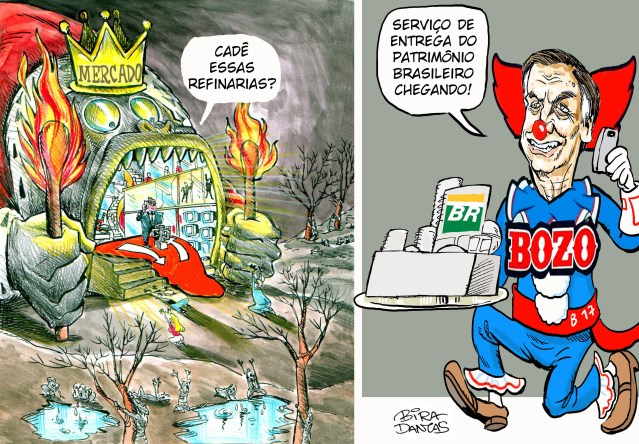 MERCADO
CADÊ
ESSAS
REFINARIAS?
SERVIÇO DE
ENTREGA DO
PATRIMÔNIO
BRASILEIRO
CHEGANDO!
BR
BOZO
B 17
BIRA
DANTAS